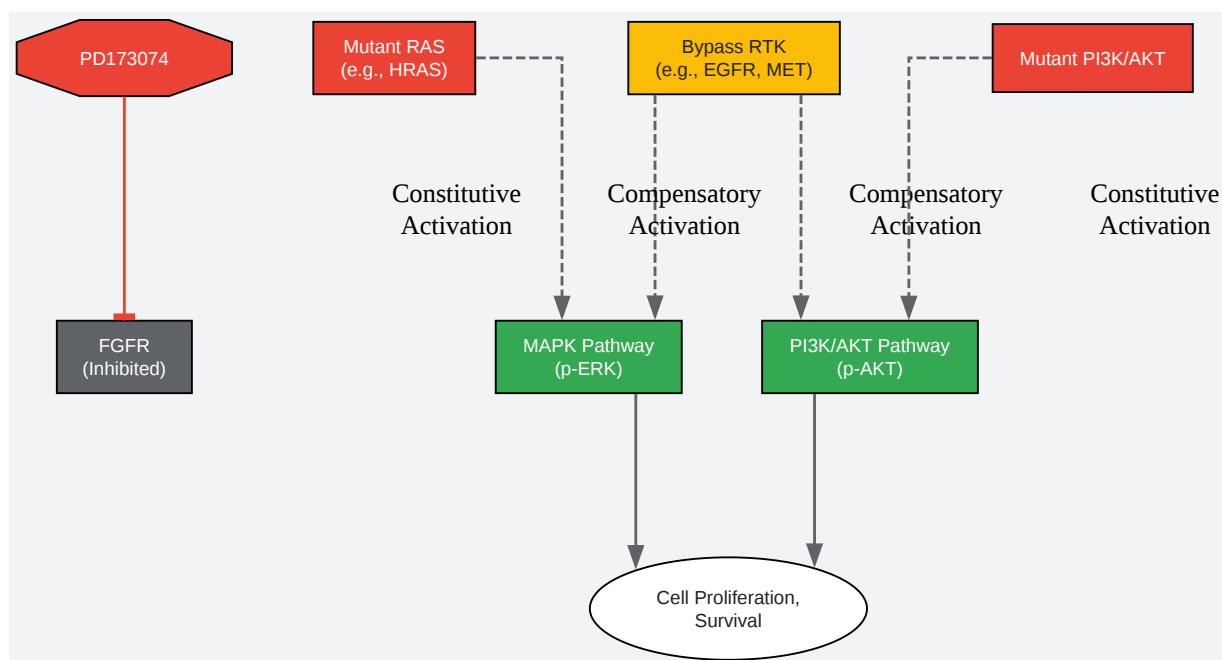 PD173074
Mutant RAS
(e.g., HRAS)
Bypass RTK
(e.g., EGFR, MET)
Mutant PI3K/AKT
Constitutive
Activation
Compensatory
Activation
Compensatory
Activation
Constitutive
Activation
FGFR
(Inhibited)
MAPK Pathway
(p-ERK)
PI3K/AKT Pathway
(p-AKT)
Cell Proliferation,
Survival